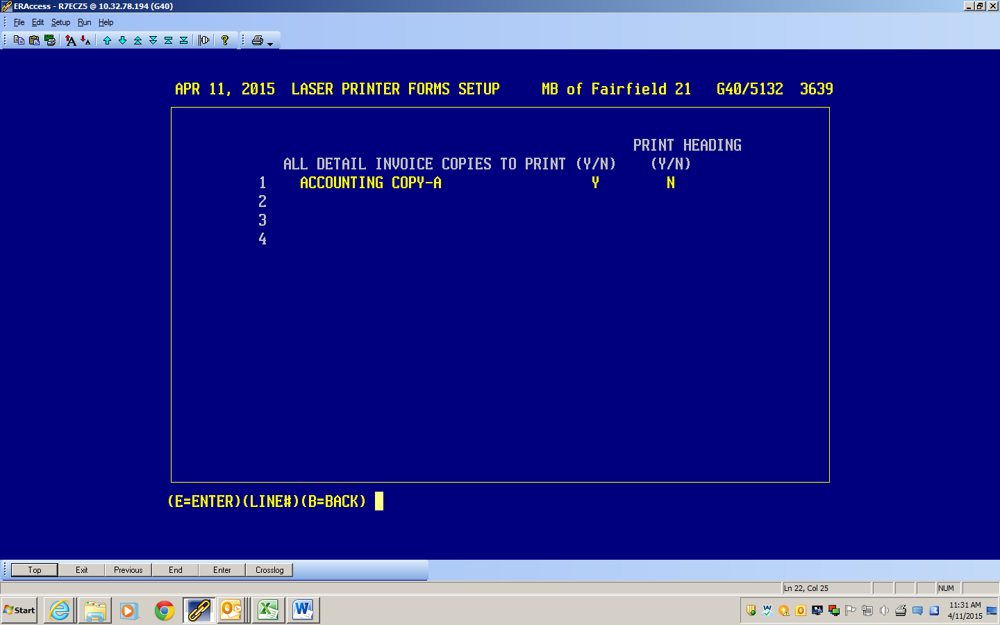 ERAccess - R7ECZ5 @ 10.32.78.194 (G40)
File Edit Setup Run Help
APR 11, 2015 LASER PRINTER FORMS SETUP MB of Fairfield 21 G40/5132 3639
PRINT HEADING
ALL DETAIL INVOICE COPIES TO PRINT (Y/N) (Y/N)
1 ACCOUNTING COPY-A Y N
2
3
4
(E=ENTER)(LINE#)(B=BACK)
Top Exit Previous End Enter Crosslog
Ln 22, Col 25 NUM
Start
11:31 AM
4/11/2015